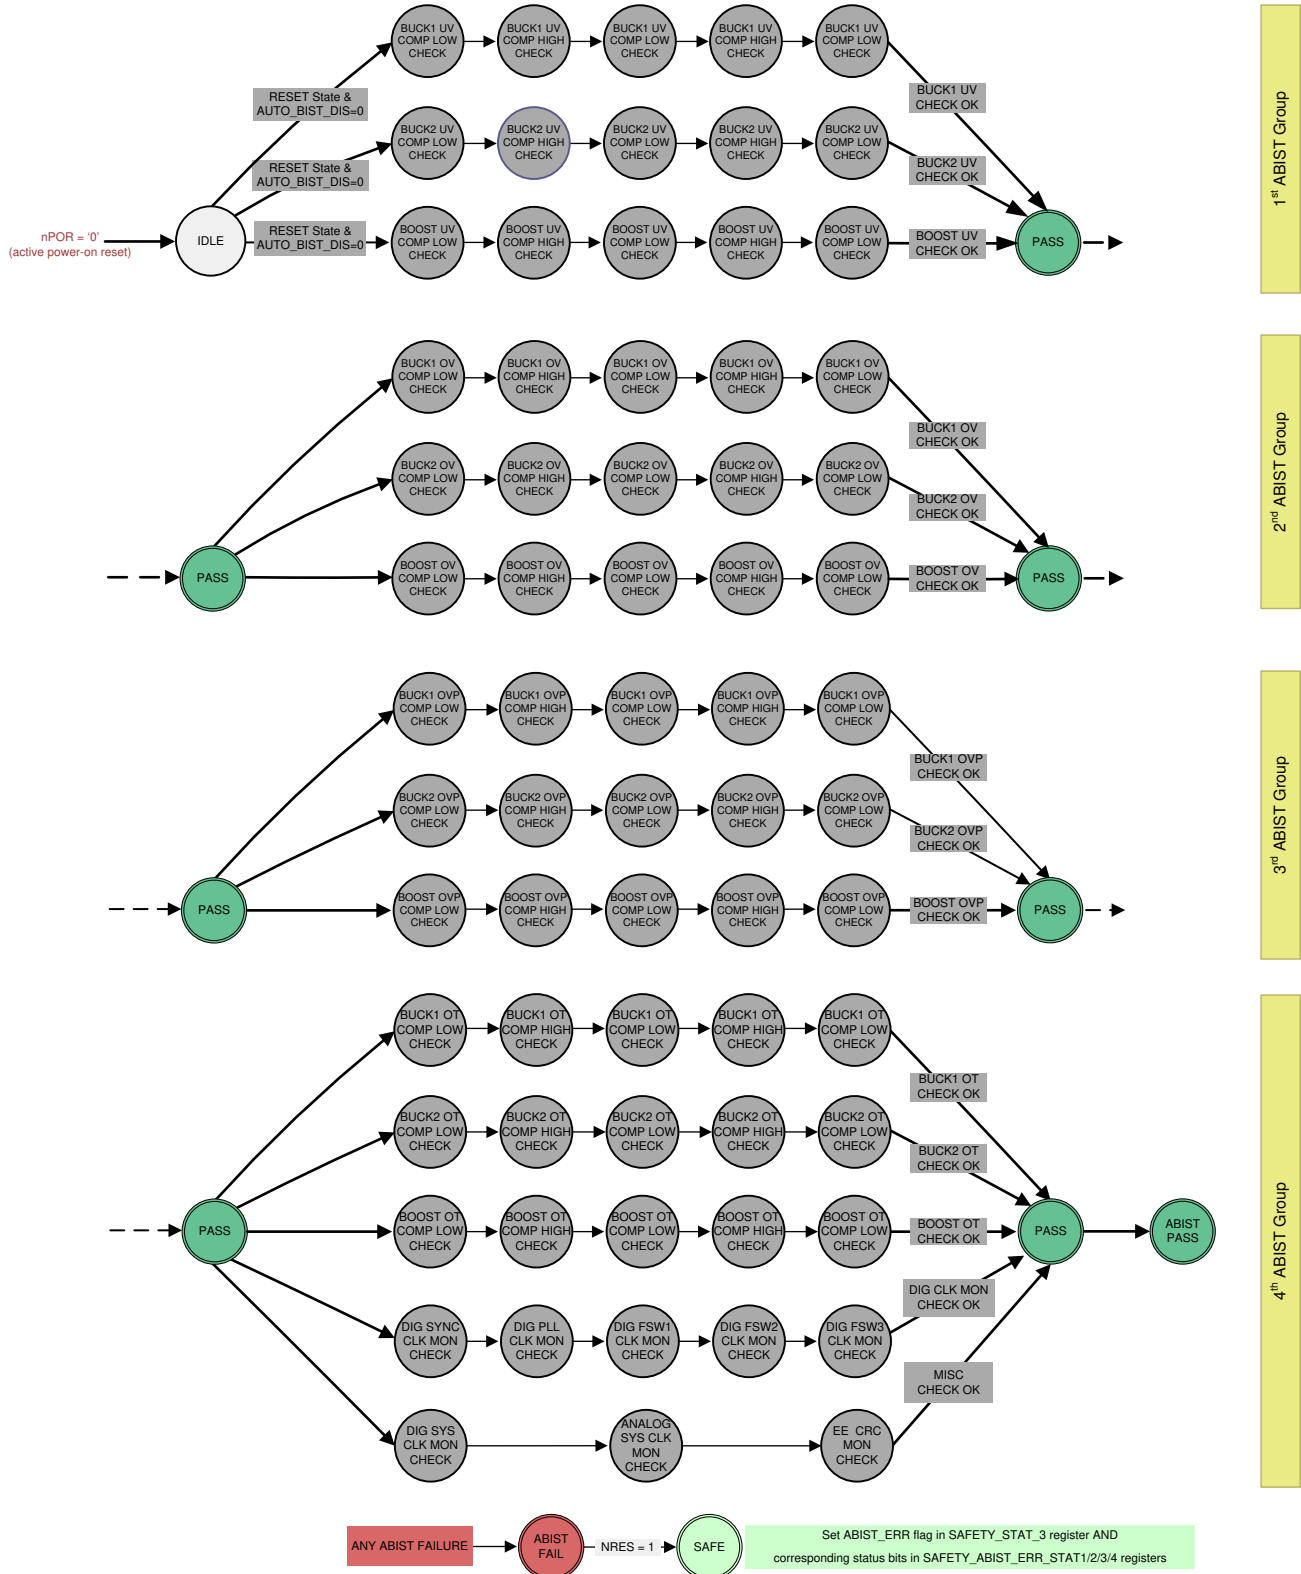 BUCK1 UV
COMP LOW
CHECK
BUCK1 UV
COMP HIGH
CHECK
BUCK1 UV
COMP LOW
CHECK
BUCK1 UV
COMP HIGH
CHECK
BUCK1 UV
COMP LOW
CHECK
RESET State &
AUTO_BIST_DIS=0
BUCK1 UV
CHECK OK
BUCK2 UV
COMP LOW
CHECK
BUCK2 UV
COMP HIGH
CHECK
BUCK2 UV
COMP LOW
CHECK
BUCK2 UV
COMP HIGH
CHECK
BUCK2 UV
COMP LOW
CHECK
RESET State &
AUTO_BIST_DIS=0
BUCK2 UV
CHECK OK
nPOR = ‘0’
(active power-on reset)
IDLE
RESET State &
AUTO_BIST_DIS=0
BOOST UV
COMP LOW
CHECK
BOOST UV
COMP HIGH
CHECK
BOOST UV
COMP LOW
CHECK
BOOST UV
COMP HIGH
CHECK
BOOST UV
COMP LOW
CHECK
BOOST UV
CHECK OK
PASS
1st ABIST Group
BUCK1 OV
COMP LOW
CHECK
BUCK1 OV
COMP HIGH
CHECK
BUCK1 OV
COMP LOW
CHECK
BUCK1 OV
COMP HIGH
CHECK
BUCK1 OV
COMP LOW
CHECK
BUCK1 OV
CHECK OK
BUCK2 OV
COMP LOW
CHECK
BUCK2 OV
COMP HIGH
CHECK
BUCK2 OV
COMP LOW
CHECK
BUCK2 OV
COMP HIGH
CHECK
BUCK2 OV
COMP LOW
CHECK
BUCK2 OV
CHECK OK
PASS
BOOST OV
COMP LOW
CHECK
BOOST OV
COMP HIGH
CHECK
BOOST OV
COMP LOW
CHECK
BOOST OV
COMP HIGH
CHECK
BOOST OV
COMP LOW
CHECK
BOOST OV
CHECK OK
PASS
2nd ABIST Group
BUCK1 OVP
COMP LOW
CHECK
BUCK1 OVP
COMP HIGH
CHECK
BUCK1 OVP
COMP LOW
CHECK
BUCK1 OVP
COMP HIGH
CHECK
BUCK1 OVP
COMP LOW
CHECK
BUCK1 OVP
CHECK OK
BUCK2 OVP
COMP LOW
CHECK
BUCK2 OVP
COMP HIGH
CHECK
BUCK2 OVP
COMP LOW
CHECK
BUCK2 OVP
COMP HIGH
CHECK
BUCK2 OVP
COMP LOW
CHECK
BUCK2 OVP
CHECK OK
PASS
BOOST OVP
COMP LOW
CHECK
BOOST OVP
COMP HIGH
CHECK
BOOST OVP
COMP LOW
CHECK
BOOST OVP
COMP HIGH
CHECK
BOOST OVP
COMP LOW
CHECK
BOOST OVP
CHECK OK
PASS
3rd ABIST Group
BUCK1 OT
COMP LOW
CHECK
BUCK1 OT
COMP HIGH
CHECK
BUCK1 OT
COMP LOW
CHECK
BUCK1 OT
COMP HIGH
CHECK
BUCK1 OT
COMP LOW
CHECK
BUCK1 OT
CHECK OK
BUCK2 OT
COMP LOW
CHECK
BUCK2 OT
COMP HIGH
CHECK
BUCK2 OT
COMP LOW
CHECK
BUCK2 OT
COMP HIGH
CHECK
BUCK2 OT
COMP LOW
CHECK
BUCK2 OT
CHECK OK
PASS
BOOST OT
COMP LOW
CHECK
BOOST OT
COMP HIGH
CHECK
BOOST OT
COMP LOW
CHECK
BOOST OT
COMP HIGH
CHECK
BOOST OT
COMP LOW
CHECK
BOOST OT
CHECK OK
PASS
ABIST
PASS
DIG SYNC
CLK MON
CHECK
DIG PLL
CLK MON
CHECK
DIG FSW1
CLK MON
CHECK
DIG FSW2
CLK MON
CHECK
DIG FSW3
CLK MON
CHECK
DIG CLK MON
CHECK OK
DIG SYS
CLK MON
CHECK
ANALOG
SYS CLK
MON
CHECK
EE CRC
MON
CHECK
MISC
CHECK OK
4th ABIST Group
ANY ABIST FAILURE
ABIST
FAIL
NRES = 1
SAFE
Set ABIST_ERR flag in SAFETY_STAT_3 register AND
corresponding status bits in SAFETY_ABIST_ERR_STAT1/2/3/4 registers